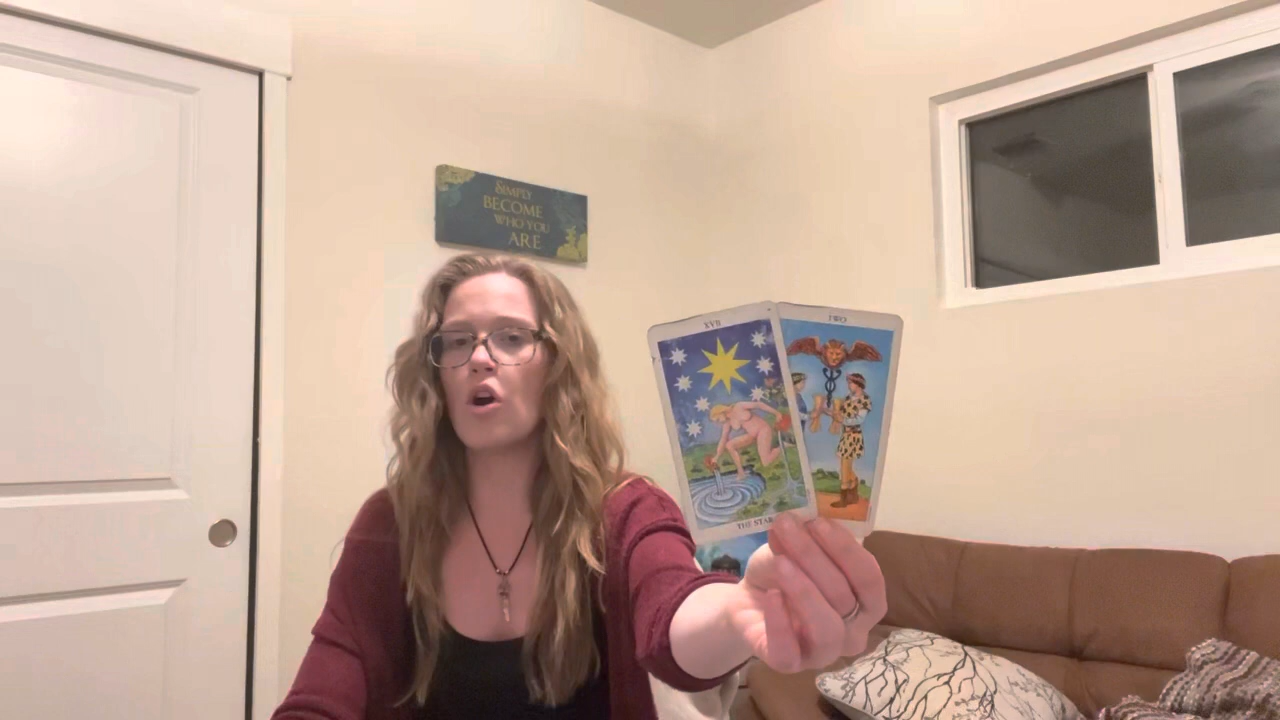 SIMPLY
BECOME
WHO YOU
ARE
XVII
TWO
THE STAR